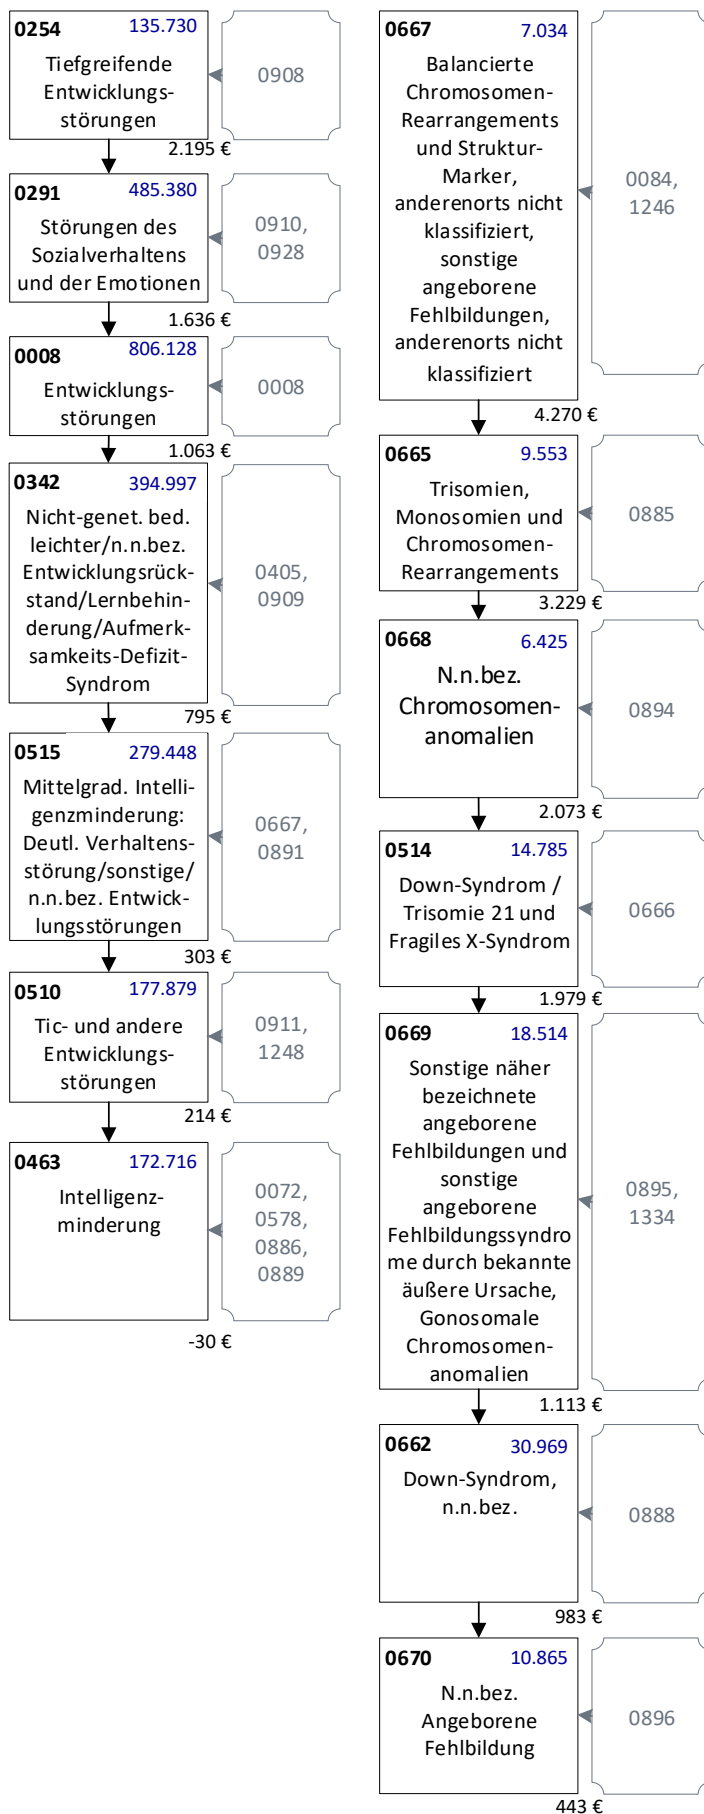 0254 135.730
Tiefgreifende
Entwicklungs-
störungen
0908
2.195 €
0291 485.380
Störungen des
Sozialverhaltens
und der Emotionen
0910,
0928
1.636 €
0008 806.128
Entwicklungs-
störungen
0008
1.063 €
0342 394.997
Nicht-genet. bed.
leichter/n.n.bez.
Entwicklungsrück-
stand/Lernbehin-
derung/Aufmerk-
samkeits-Defizit-
Syndrom
0405,
0909
795 €
0515 279.448
Mittelgrad. Intelli-
genzminderung:
Deutl. Verhaltens-
störung/sonstige/
n.n.bez. Entwick-
lungsstörungen
0667,
0891
303 €
0510 177.879
Tic- und andere
Entwicklungs-
störungen
0911,
1248
214 €
0463 172.716
Intelligenz-
minderung
0072,
0578,
0886,
0889
-30 €
0667 7.034
Balancierte
Chromosomen-
Rearrangements
und Struktur-
Marker,
anderenorts nicht
klassifiziert,
sonstige
angeborene
Fehlbildungen,
anderenorts nicht
klassifiziert
0084,
1246
4.270 €
0665 9.553
Trisomien,
Monosomien und
Chromosomen-
Rearrangements
0885
3.229 €
0668 6.425
N.n.bez.
Chromosomen-
anomalien
0894
2.073 €
0514 14.785
Down-Syndrom /
Trisomie 21 und
Fragiles X-Syndrom
0666
1.979 €
0669 18.514
Sonstige näher
bezeichnete
angeborene
Fehlbildungen und
sonstige
angeborene
Fehlbildungssyndro
me durch bekannte
äußere Ursache,
Gonosomale
Chromosomen-
anomalien
0895,
1334
1.113 €
0662 30.969
Down-Syndrom,
n.n.bez.
0888
983 €
0670 10.865
N.n.bez.
Angeborene
Fehlbildung
0896
443 €